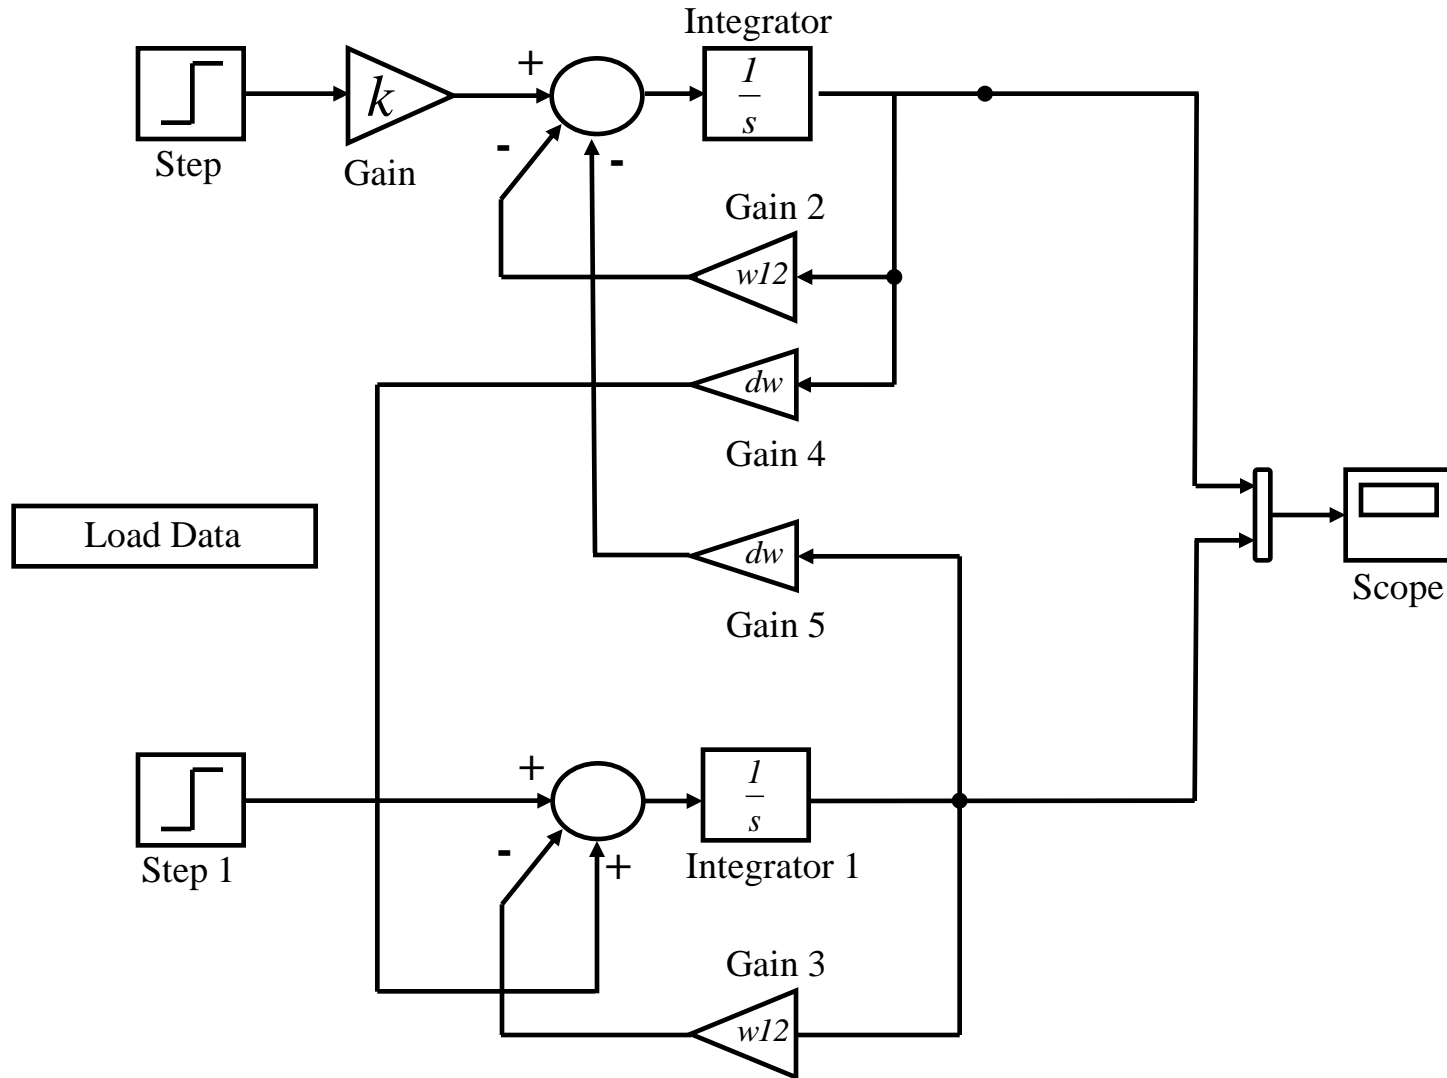 Integrator
+
k
1
s
Step
Gain
-
-
Gain 2
w12
dw
Gain 4
Load Data
dw
Gain 5
Scope
+
1
s
Step 1
-
+
Integrator 1
Gain 3
w12